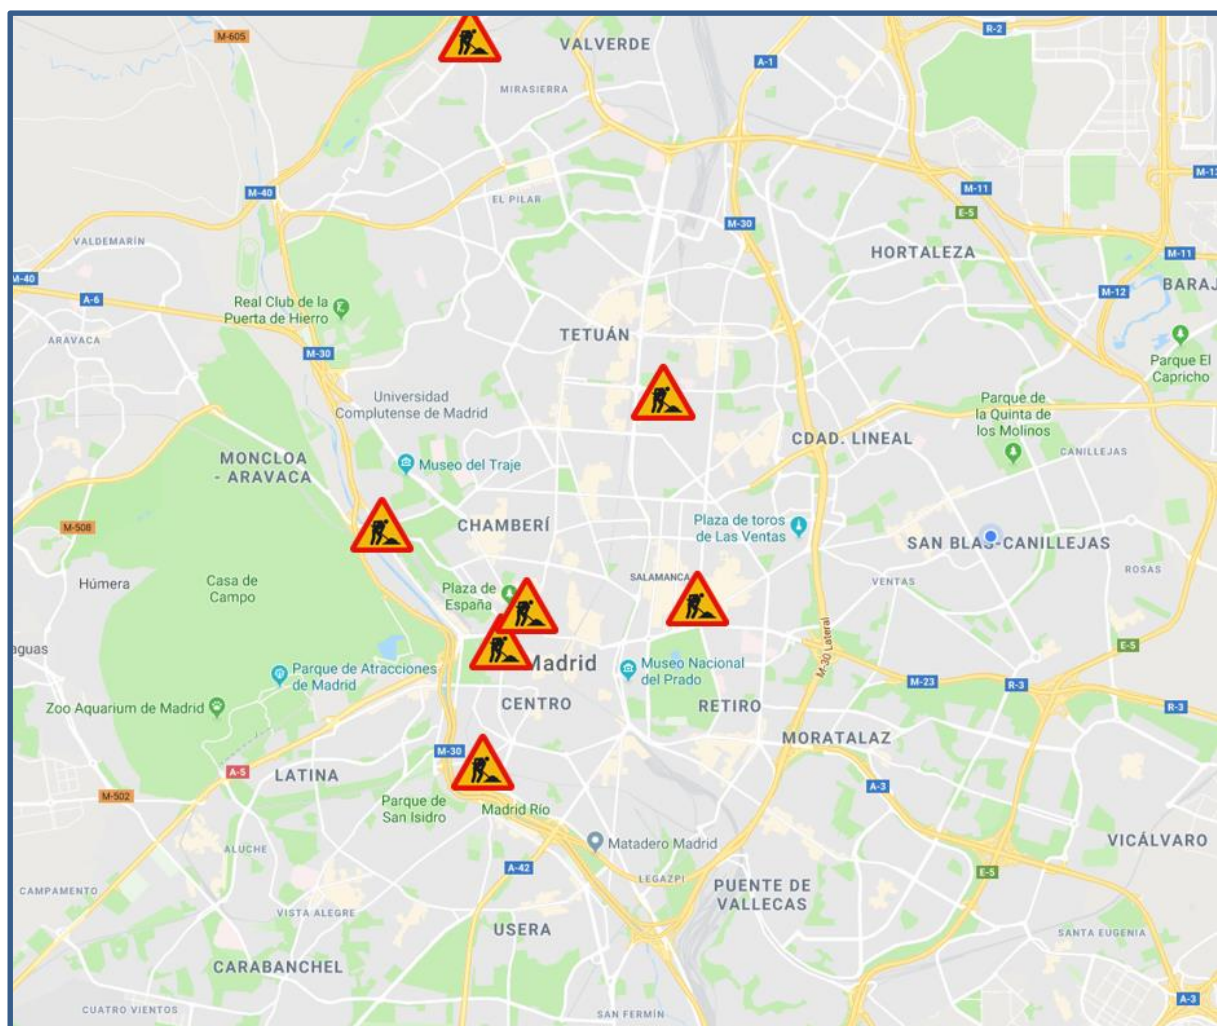 M-605
R-2
VALVERDE
A-1
MIRASIERRA
M-13
M-40
M-11
EL PILAR
E-5
M-30
VALDEMARÍN
HORTALEZA
M-11
M-40
A-6
M-12
BARAJ
Real Club de la
Puerta de Hierro
TETUÁN
ARAVACA
M-30
Parque El
Capricho
Universidad
Complutense de Madrid
Parque de
la Quinta de
los Molinos
CDAD. LINEAL
CANILLEJAS
MONCLOA
- ARAVACA
Museo del Traje
M-508
CHAMBERÍ
Plaza de toros
de Las Ventas
SAN BLAS-CANILLEJAS
Húmera
Casa de
Campo
Plaza de
España
SALAMANCA
VENTAS
ROSAS
aguas
M-30 Lateral
E-5
Parque de Atracciones
de Madrid
Madrid
Museo Nacional
del Prado
M-23
R-3
R-3
Zoo Aquarium de Madrid
CENTRO
RETIRO
MORATALAZ
M-30
A-5
LATINA
A-3
M-502
Parque de
San Isidro
Madrid Río
Matadero Madrid
VICÁLVARO
ALUCHE
A-42
LEGAZPI
E-5
CAMPAMENTO
PUENTE DE
VALLECAS
VISTA ALEGRE
USERA
SANTA EUGENIA
CARABANCHEL
A-3
CUATRO VIENTOS
SAN FERMÍN